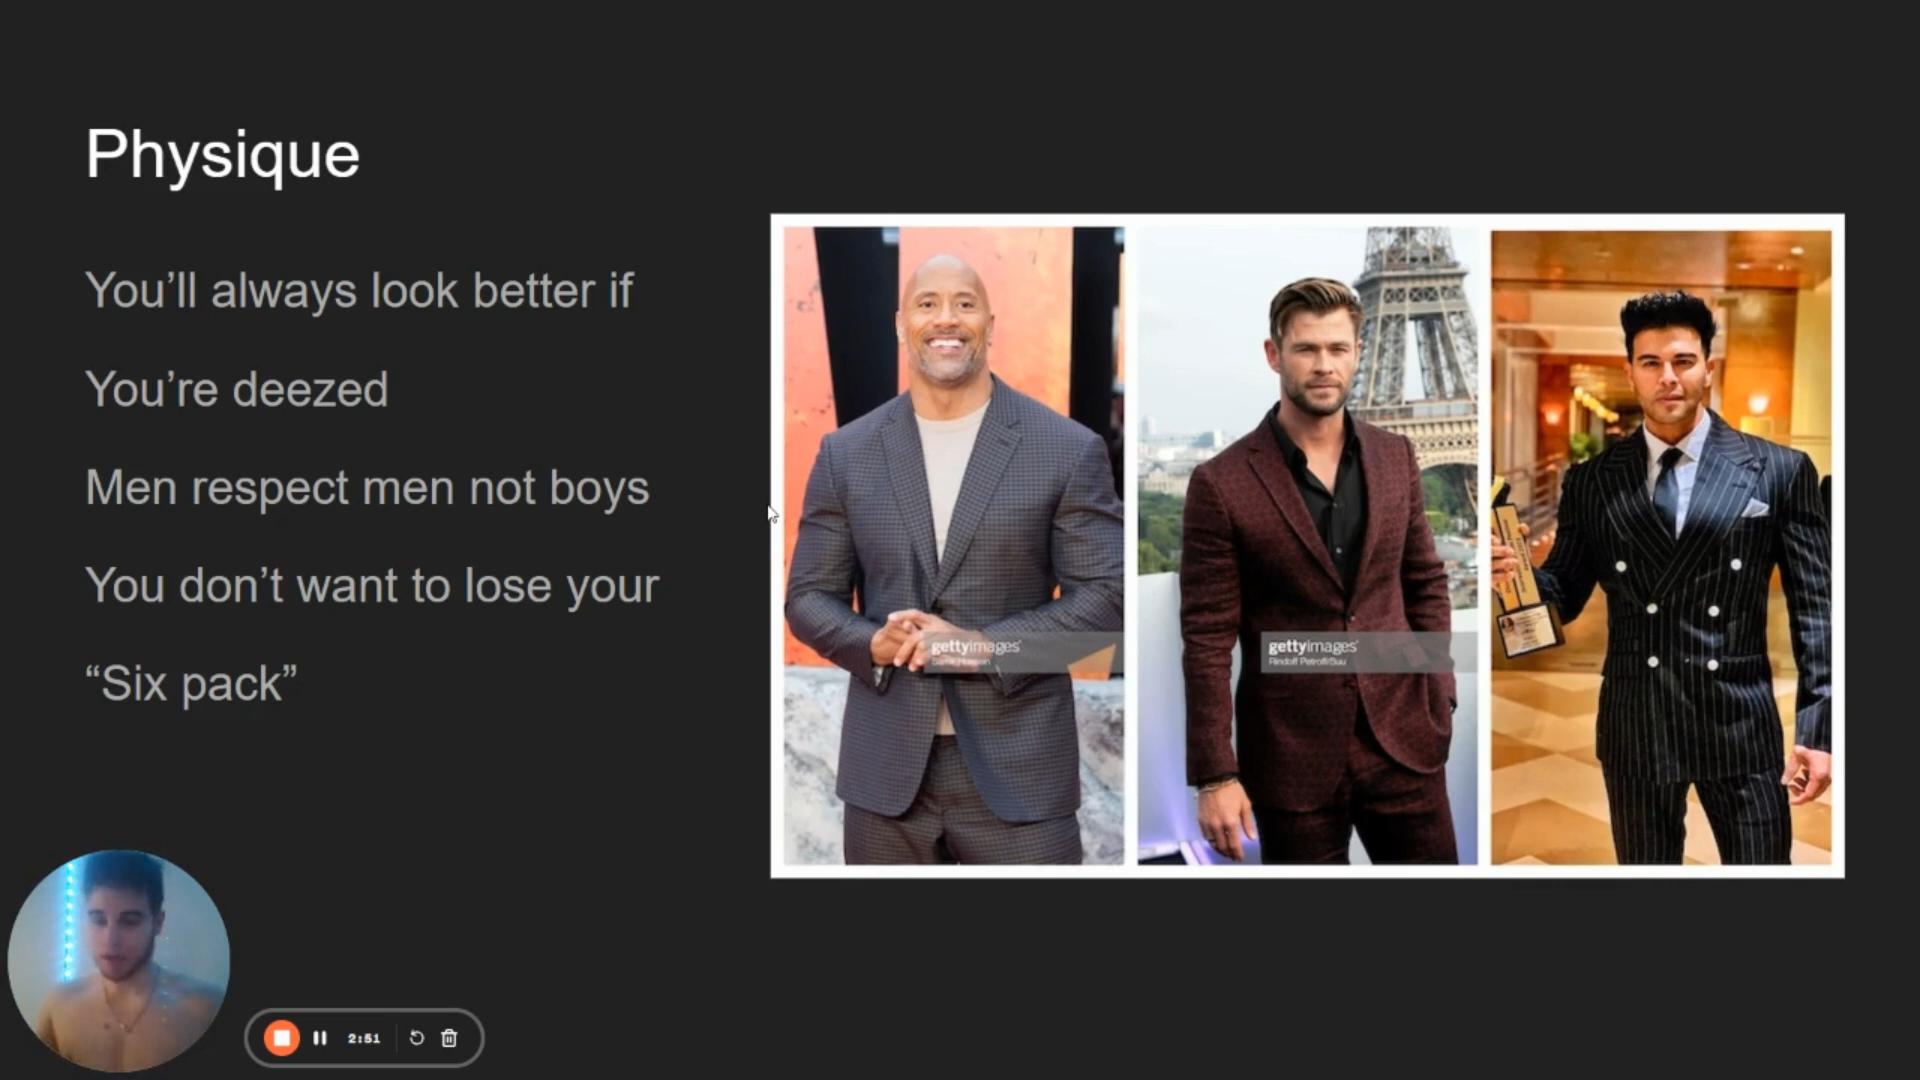 Physique
You’ll always look better if
You’re deezed
Men respect men not boys
You don’t want to lose your
“Six pack”
gettyimages
gettyimages
2:51